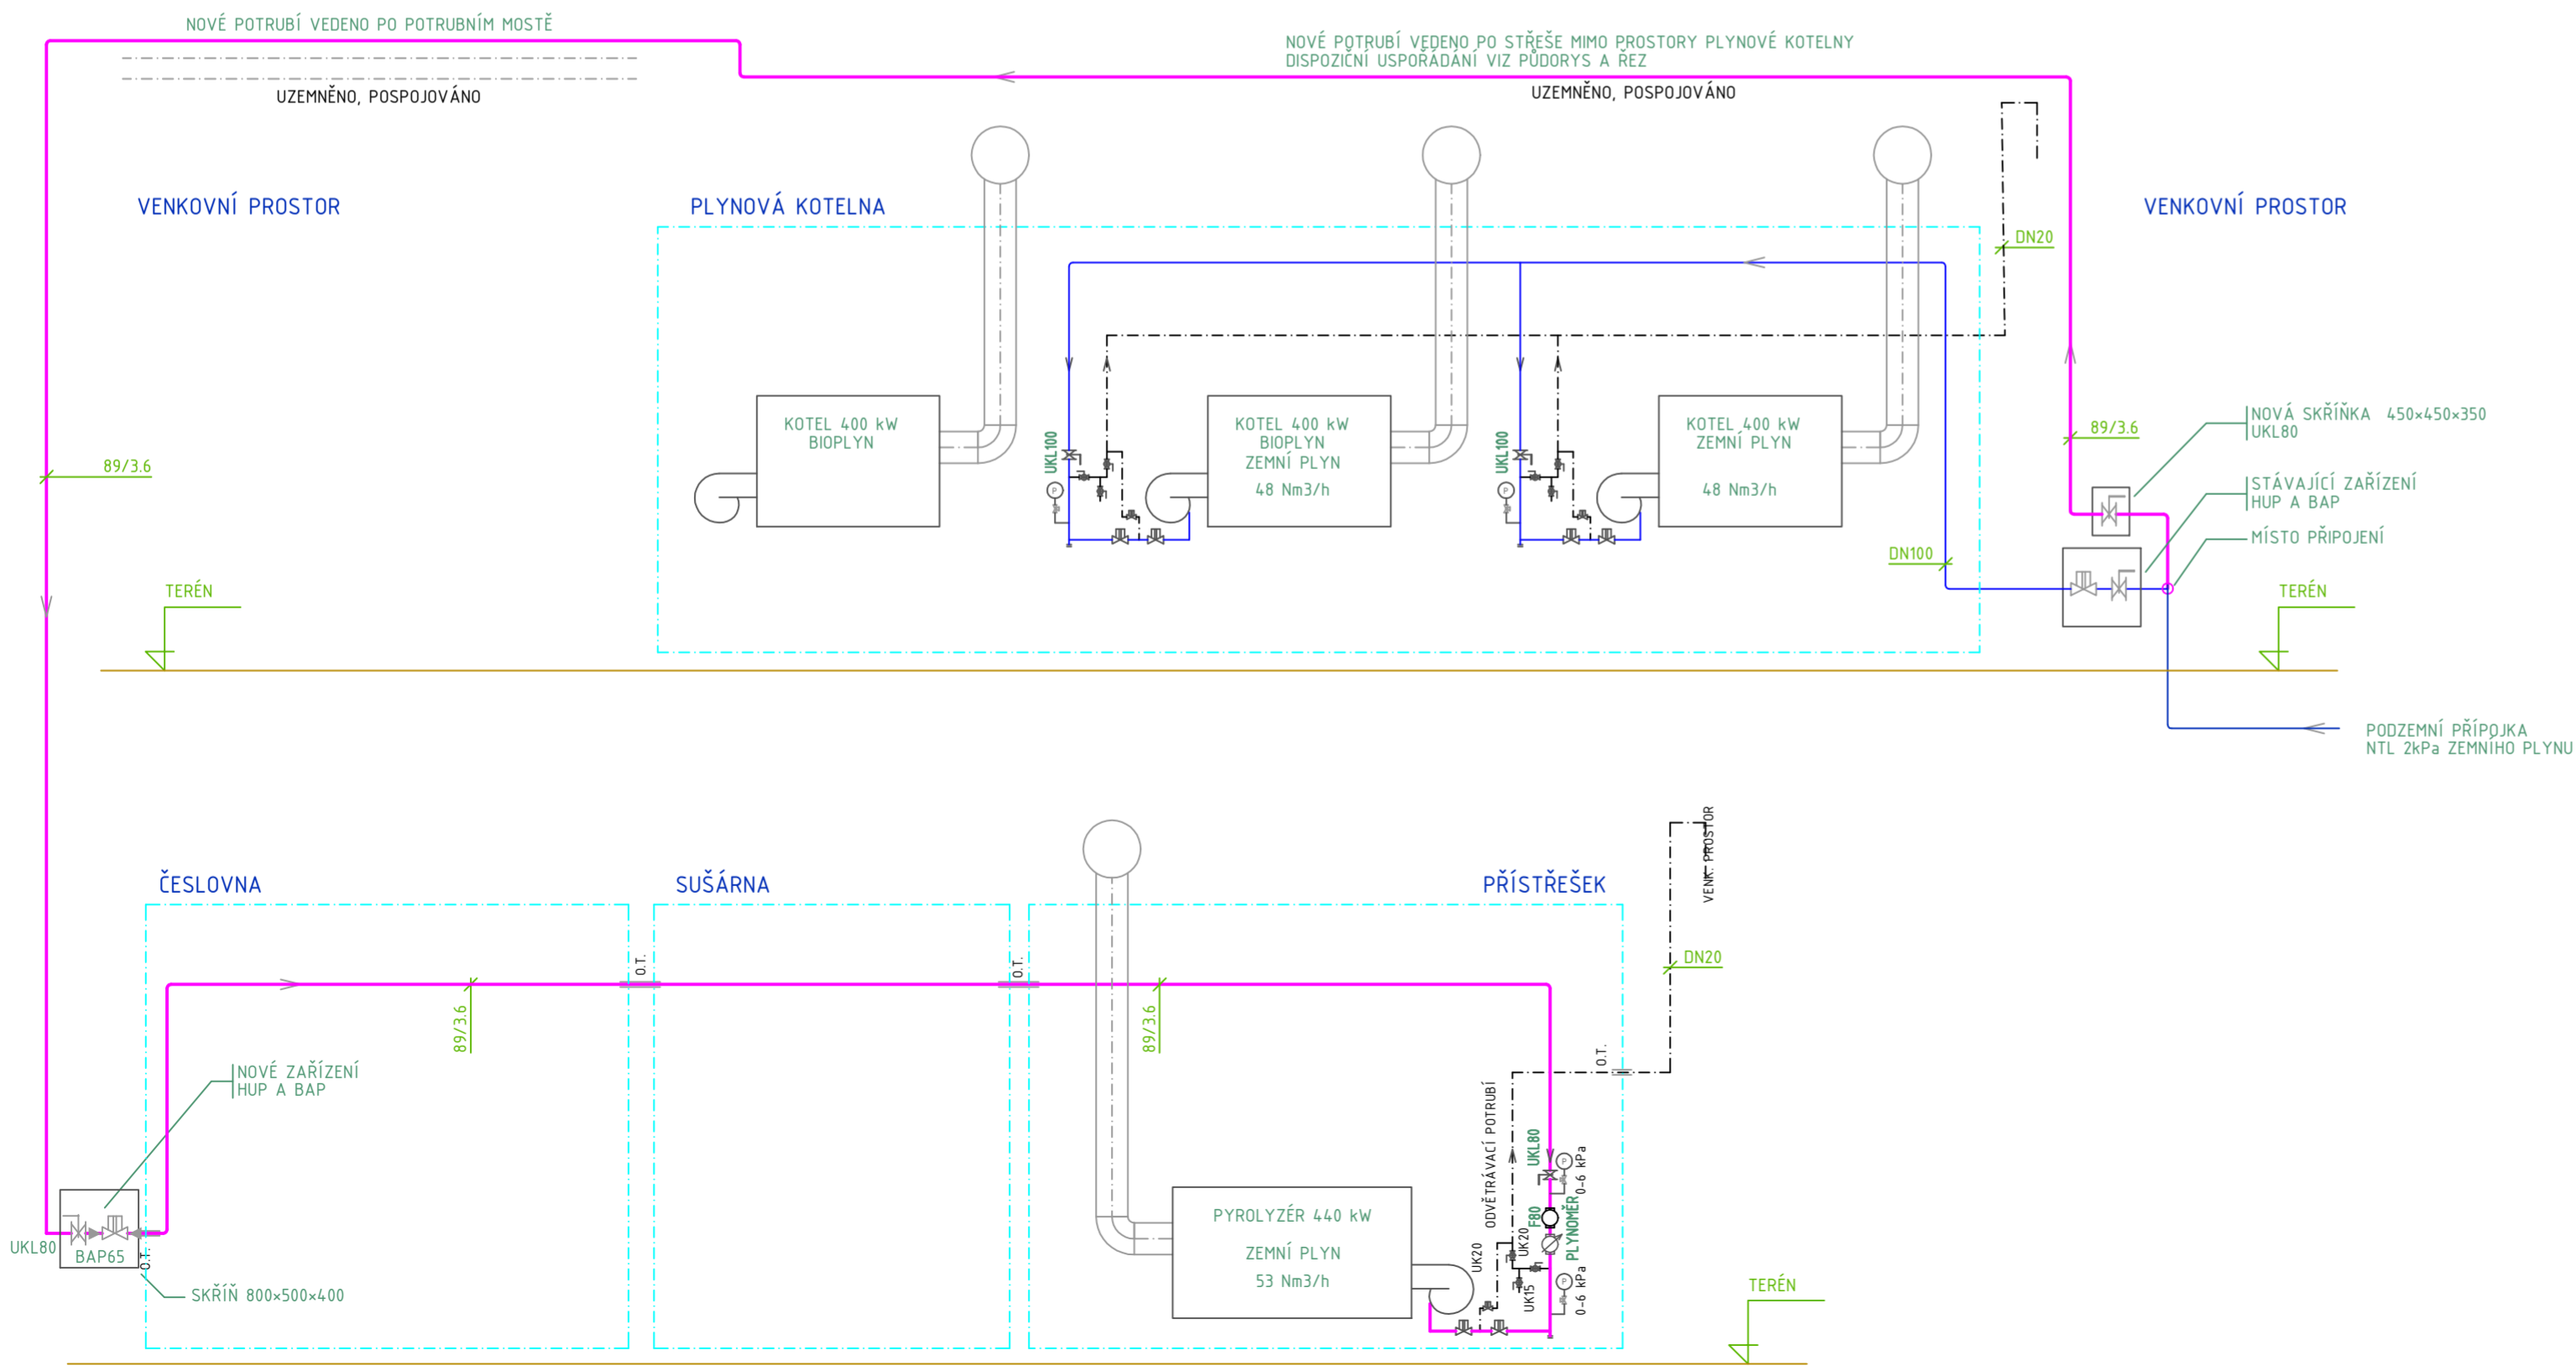 NOVÉ POTRUBÍ VEDENO PO POTRUBNÍM MOSTĚ
UZEMNĚNO, POSPOJOVÁNO
NOVÉ POTRUBÍ VEDENO PO STŘEŠE MIMO PROSTORY PLYNOVÉ KOTELNY
DISPOZIČNÍ USPOŘÁDÁNÍ VIZ PŮDORYS A ŘEZ
UZEMNĚNO, POSPOJOVÁNO
VENKOVNÍ PROSTOR
PLYNOVÁ KOTELNA
VENKOVNÍ PROSTOR
DN20
89/3.6
KOTEL 400 kW
BIOPLYN
UKL100
P
KOTEL 400 kW
BIOPLYN
ZEMNÍ PLYN
48 Nm3/h
UKL100
P
KOTEL 400 kW
ZEMNÍ PLYN
48 Nm3/h
89/3.6
NOVÁ SKŘÍŇKA 450×450×350
UKL80
STÁVAJÍCÍ ZAŘÍZENÍ
HUP A BAP
MÍSTO PŘIPOJENÍ
DN100
TERÉN
TERÉN
PODZEMNÍ PŘÍPOJKA
NTL 2kPa ZEMNÍHO PLYNU
ČESLOVNA
SUŠÁRNA
PŘÍSTŘEŠEK
VENK. PROSTOR
DN20
O.T.
O.T.
89/3.6
89/3.6
O.T.
NOVÉ ZAŘÍZENÍ
HUP A BAP
UKL80
BAP65
O.T.
SKŘÍŇ 800×500×400
PYROLYZÉR 440 kW
ZEMNÍ PLYN
53 Nm3/h
ODVĚTRÁVACÍ POTRUBÍ
UKL80
P
0-6 kPa
F80
PLYNOMĚR
UK20
UK20
UK15
P
0-6 kPa
TERÉN